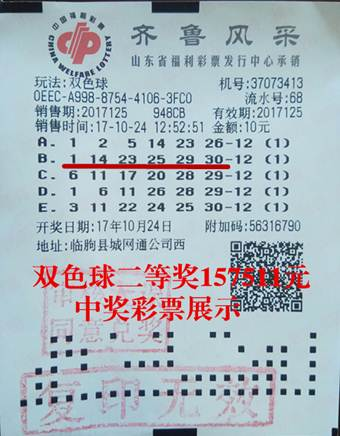 中国福利彩票
CHINA WELFARE LOTTERY
齐鲁风采
山东省福利彩票发行中心承销
玩法:双色球 机号:37073413
0EEC-A998-8754-4106-3FC0 流水号:68
销售期:2017125 948CB 有效期:2017125
销售时间:17-10-24 12:52:51 金额:10元
A. 1 2 5 14 23 26-12 (1)
B. 1 14 23 25 29 30-12 (1)
C. 6 11 17 20 28 29-12 (1)
D. 1 6 11 28 29 30-12 (1)
E. 3 11 22 24 28 29-12 (1)
开奖日期:17年10月24日 附加码:56316790
地址:临朐县城网通公司西
双色球二等奖157511元
中奖彩票展示
同意兑奖
复印无效